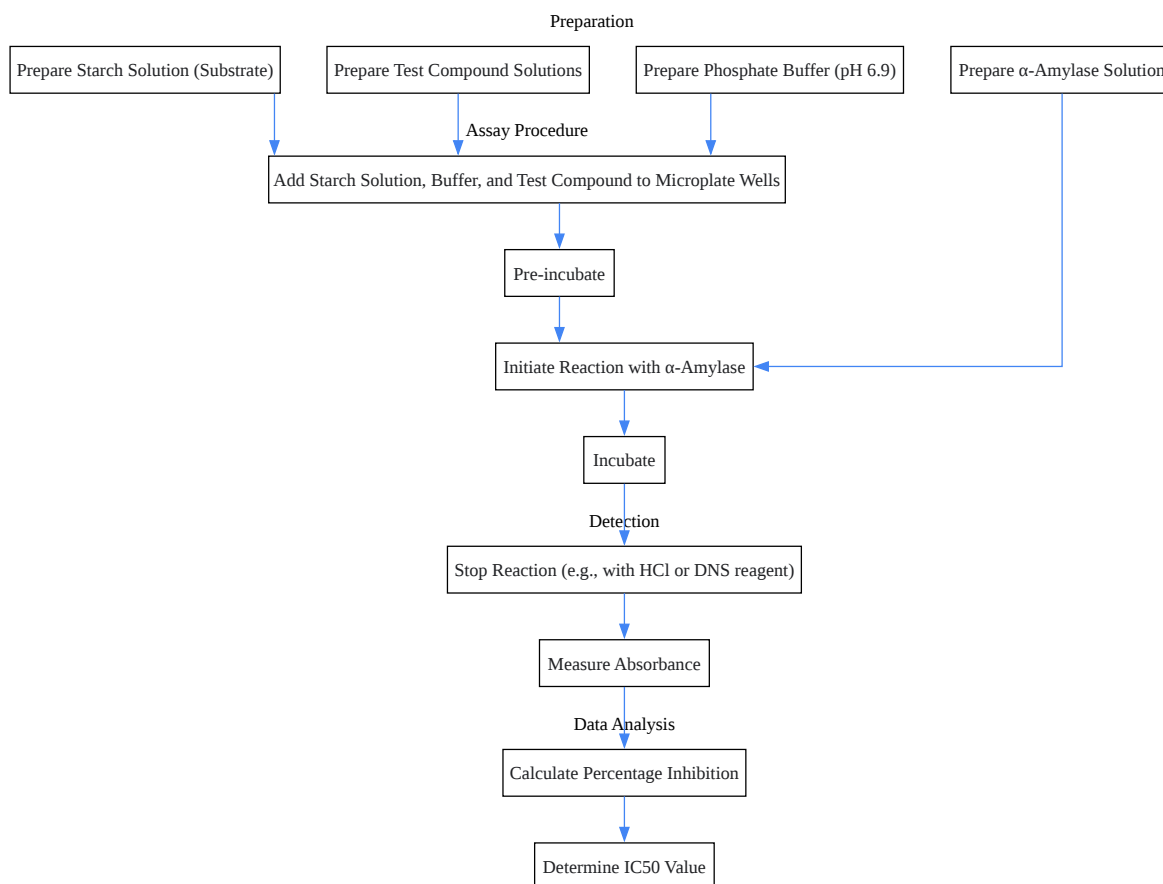 Preparation
Prepare Starch Solution (Substrate)
Prepare Test Compound Solutions
Prepare Phosphate Buffer (pH 6.9)
Prepare α-Amylase Solution
Assay Procedure
Add Starch Solution, Buffer, and Test Compound to Microplate Wells
Pre-incubate
Initiate Reaction with α-Amylase
Incubate
Detection
Stop Reaction (e.g., with HCl or DNS reagent)
Measure Absorbance
Data Analysis
Calculate Percentage Inhibition
Determine IC50 Value